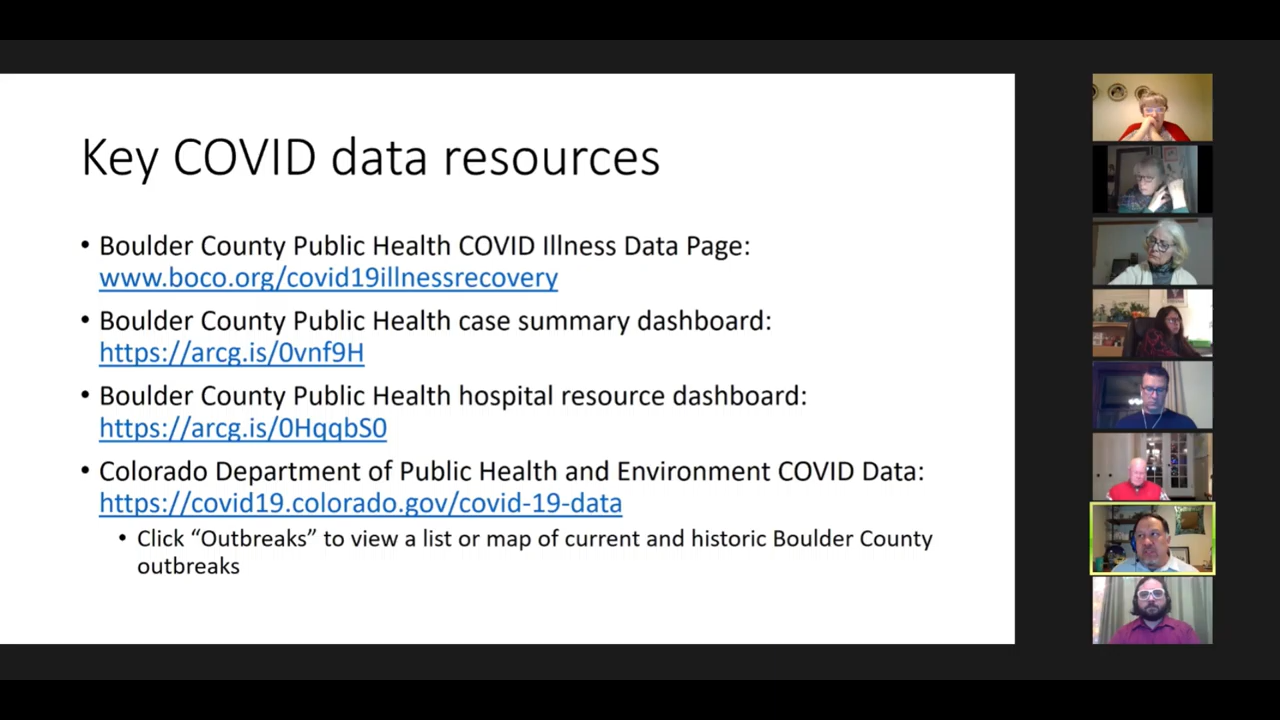 Key COVID data resources
• Boulder County Public Health COVID Illness Data Page:
www.boco.org/covid19illnessrecovery
• Boulder County Public Health case summary dashboard:
https://arcg.is/0vnf9H
• Boulder County Public Health hospital resource dashboard:
https://arcg.is/0HqqbS0
• Colorado Department of Public Health and Environment COVID Data:
https://covid19.colorado.gov/covid-19-data
• Click “Outbreaks” to view a list or map of current and historic Boulder County
outbreaks